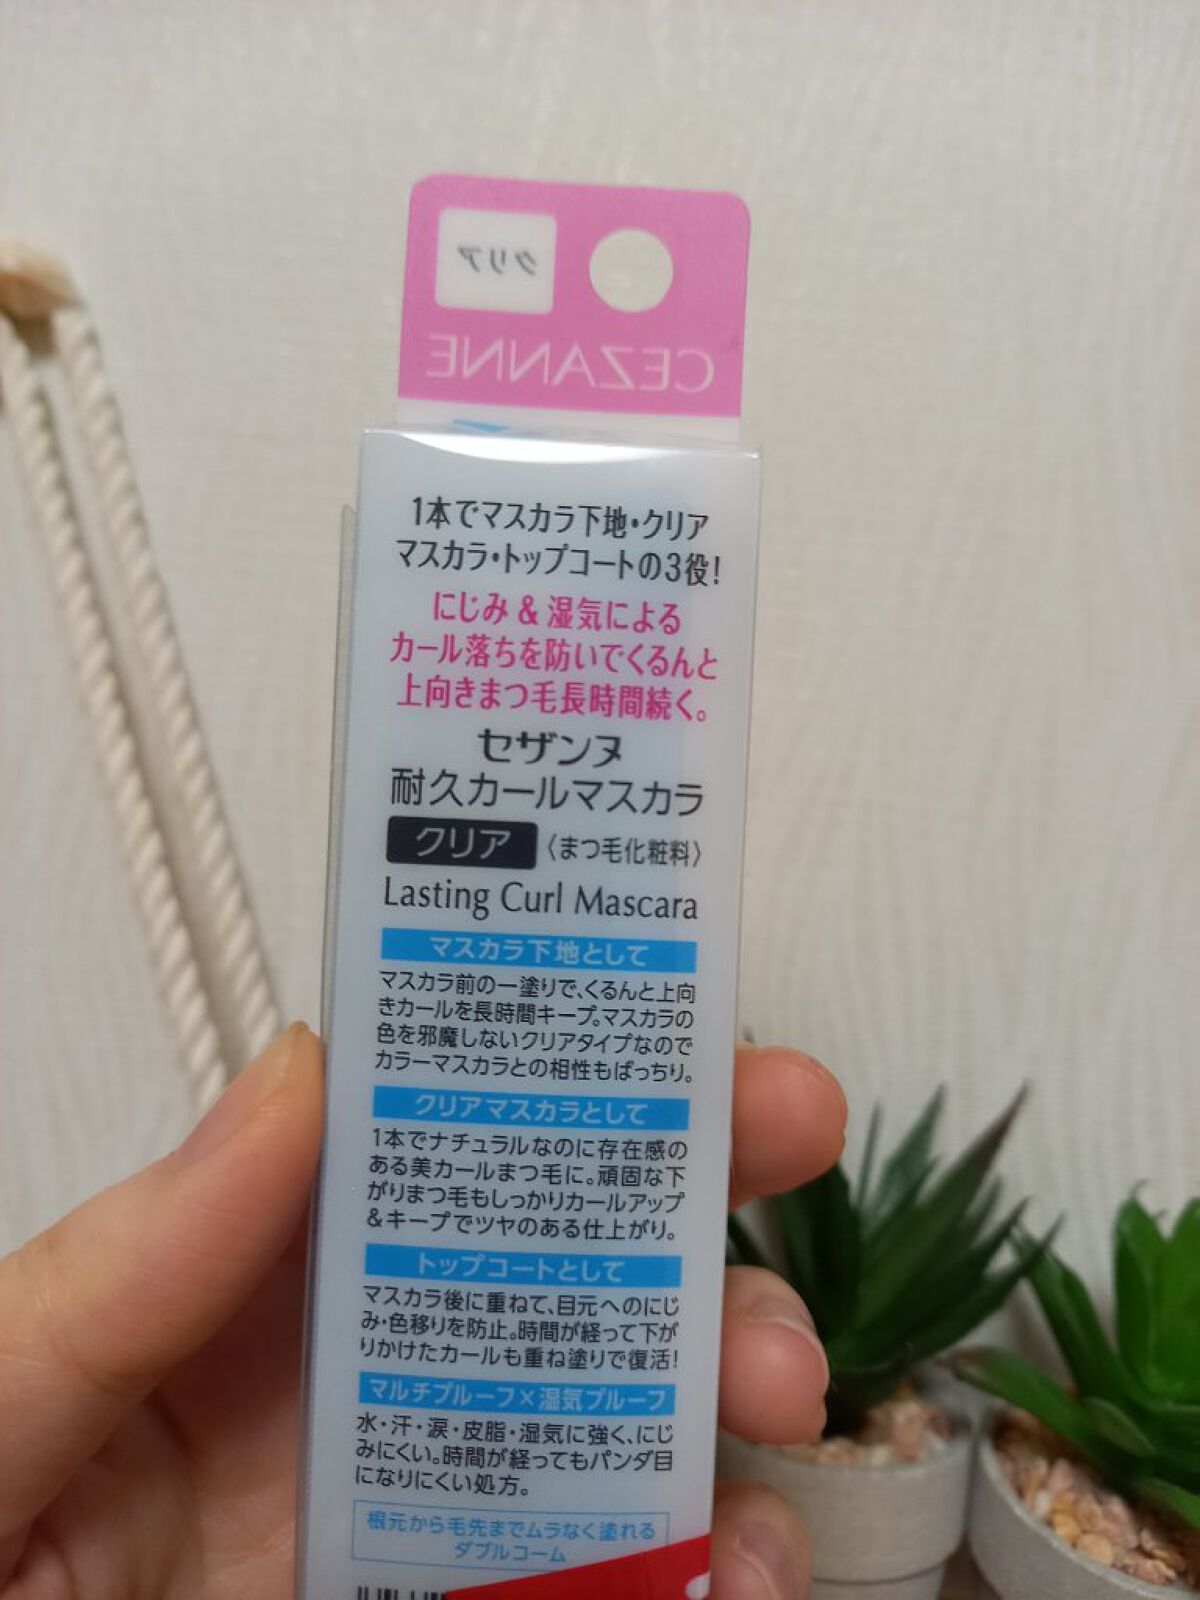 クリア
CEZANNE
1本でマスカラ下地・クリア
マスカラ・トップコートの3役!
にじみ & 湿気による
カール落ちを防いでくるんと
上向きまつ毛長時間続く。
セザンヌ
耐久カールマスカラ
クリア 〈まつ毛化粧料〉
Lasting Curl Mascara
マスカラ下地として
マスカラ前の一塗りで、くるんと上向
きカールを長時間キープ。マスカラの
色を邪魔しないクリアタイプなので
カラーマスカラとの相性もばっちり。
クリアマスカラとして
1本でナチュラルなのに存在感の
ある美カールまつ毛に。頑固な下
がりまつ毛もしっかりカールアップ
&キープでツヤのある仕上がり。
トップコートとして
マスカラ後に重ねて、目元へのにじ
み・色移りを防止。時間が経って下が
りかけたカールも重ね塗りで復活!
マルチプルーフ×湿気プルーフ
水・汗・涙・皮脂・湿気に強く、にじ
みにくい。時間が経ってもパンダ目
になりにくい処方。
根元から毛先までムラなく塗れる
ダブルコーム